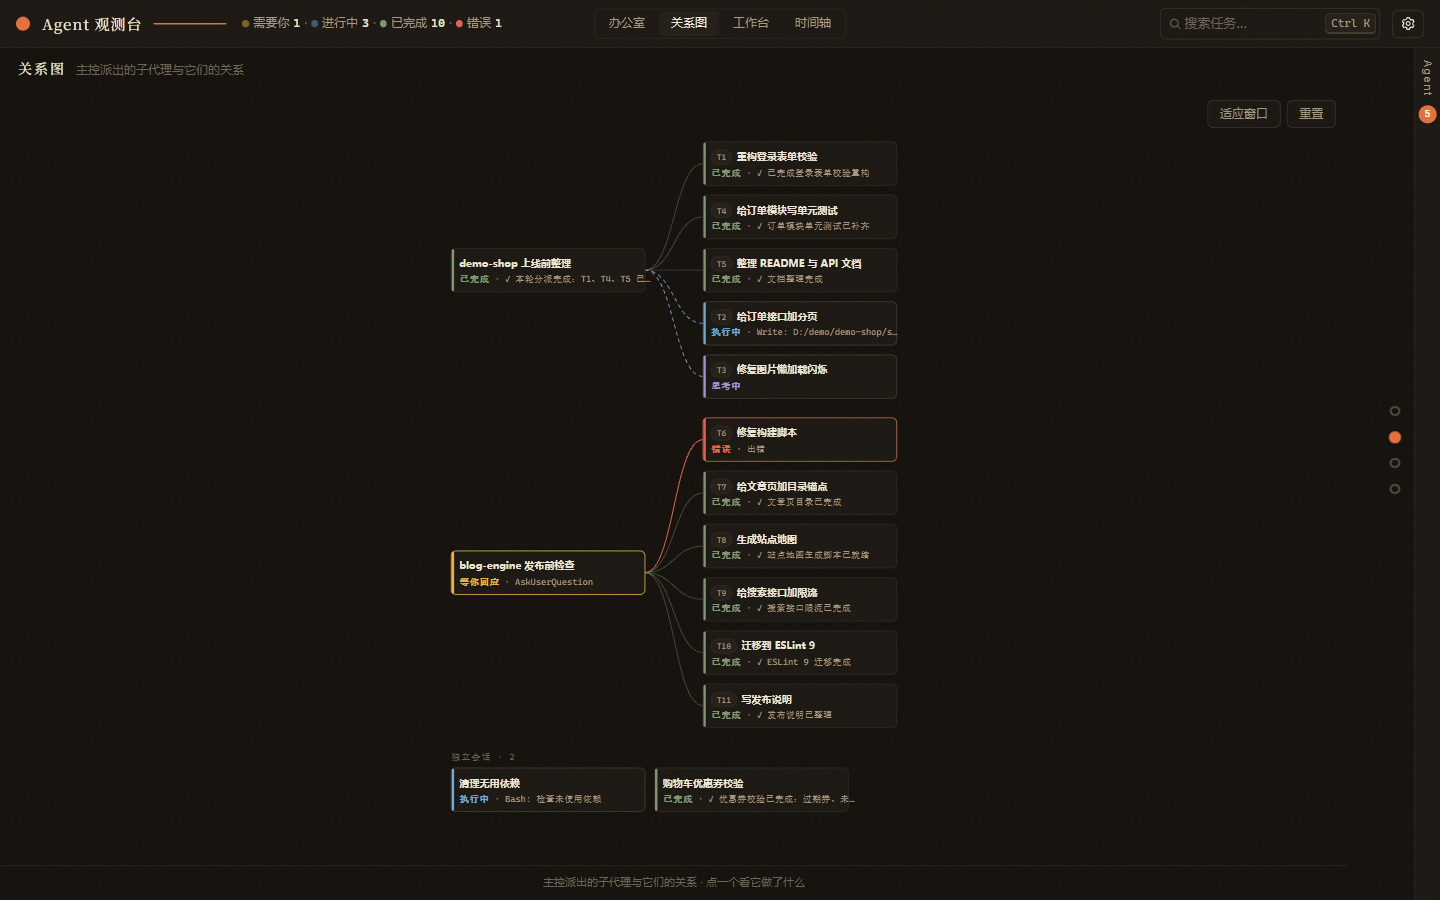 Agent 观测台
需要你 1 · 进行中 3 · 已完成 10 · 错误 1
办公室 关系图 工作台 时间轴
搜索任务… Ctrl K
关系图 主控派出的子代理与它们的关系
Agent
5
适应窗口 重置
T1 重构登录表单校验
已完成 · ✓ 已完成登录表单校验重构
T4 给订单模块写单元测试
已完成 · ✓ 订单模块单元测试已补齐
demo-shop 上线前整理
已完成 · ✓ 本轮分派完成: T1、T4、T5 已…
T5 整理 README 与 API 文档
已完成 · ✓ 文档整理完成
T2 给订单接口加分页
执行中 · Write: D:/demo/demo-shop/s…
T3 修复图片懒加载闪烁
思考中
T6 修复构建脚本
错误 · 出错
T7 给文章页加目录锚点
已完成 · ✓ 文章页目录已完成
T8 生成站点地图
已完成 · ✓ 站点地图生成脚本已就绪
blog-engine 发布前检查
等你回应 · AskUserQuestion
T9 给搜索接口加限流
已完成 · ✓ 搜索接口限流已完成
T10 迁移到 ESLint 9
已完成 · ✓ ESLint 9 迁移完成
T11 写发布说明
已完成 · ✓ 发布说明已整理
独立会话 · 2
清理无用依赖
执行中 · Bash: 检查未使用依赖
购物车优惠券校验
已完成 · ✓ 优惠券校验已完成: 过期券、未…
主控派出的子代理与它们的关系 · 点一个看它做了什么